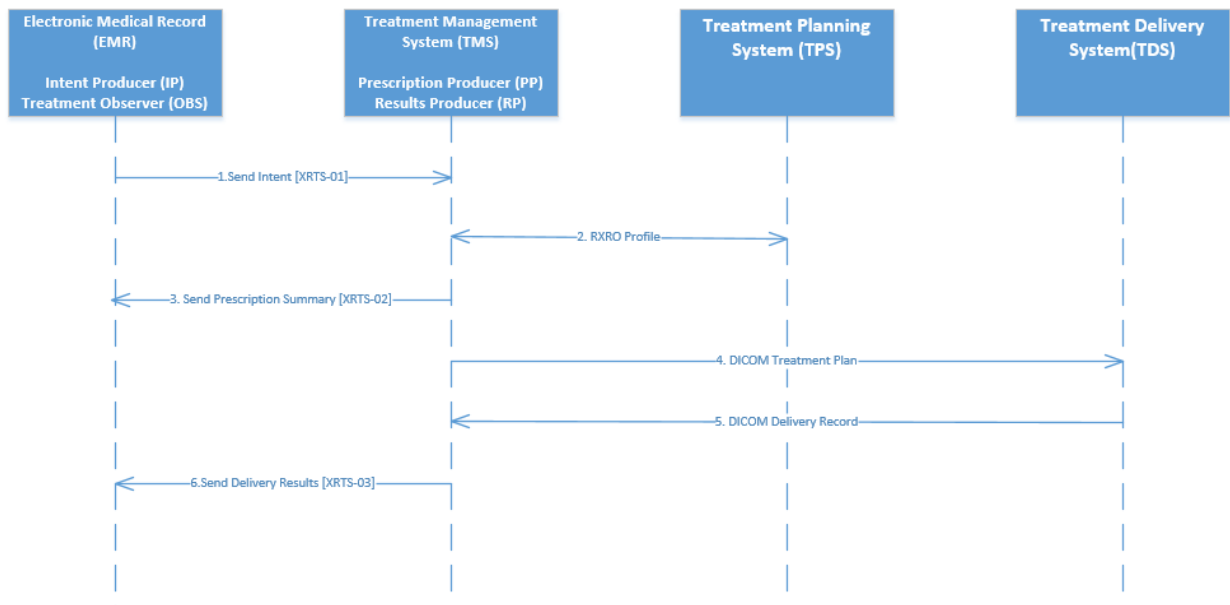 Electronic Medical Record
(EMR)
Intent Producer (IP)
Treatment Observer (OBS)
Treatment Management
System (TMS)
Prescription Producer (PP)
Results Producer (RP)
Treatment Planning
System (TPS)
Treatment Delivery
System(TDS)
1.Send Intent [XRTS-01]
2. RXRO Profile
3. Send Prescription Summary [XRTS-02]
4. DICOM Treatment Plan
5. DICOM Delivery Record
6.Send Delivery Results [XRTS-03]